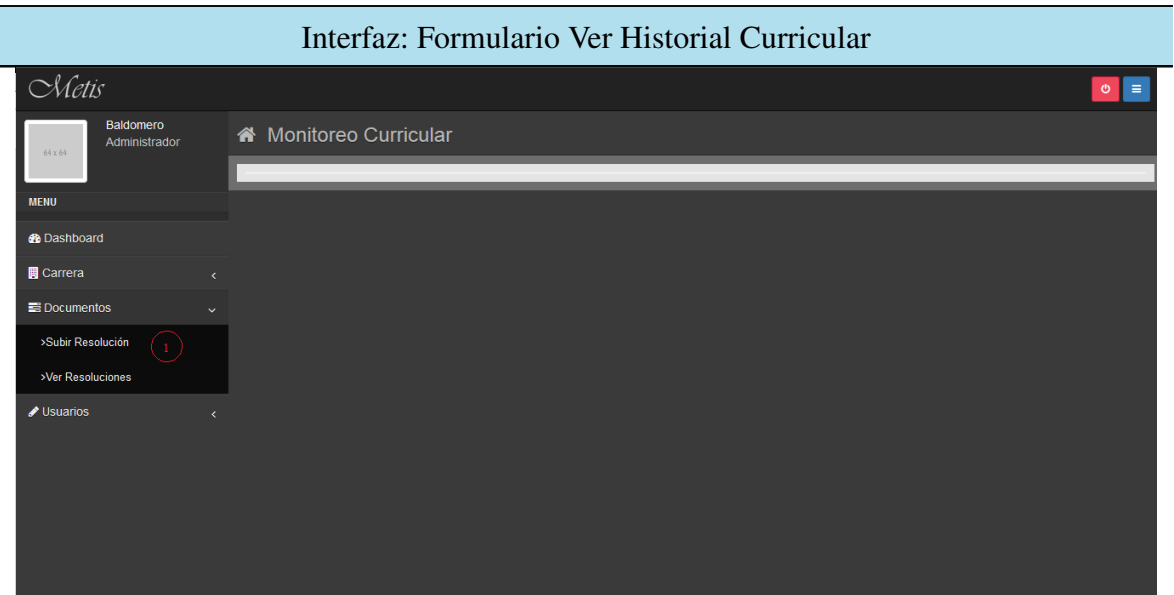 Interfaz: Formulario Ver Historial Curricular
Metis
Baldomero
Administrador
64 x 64
Monitoreo Curricular
MENU
Dashboard
Carrera
Documentos
>Subir Resolución
1
>Ver Resoluciones
Usuarios